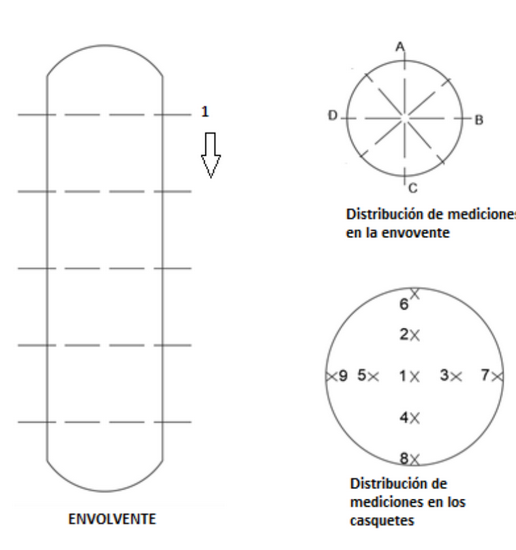 1
ENVOLVENTE
A
D
B
C
Distribución de mediciones
en la envovente
6
2
9 5 1 3 7
4
8
Distribución de
mediciones en los
casquetes